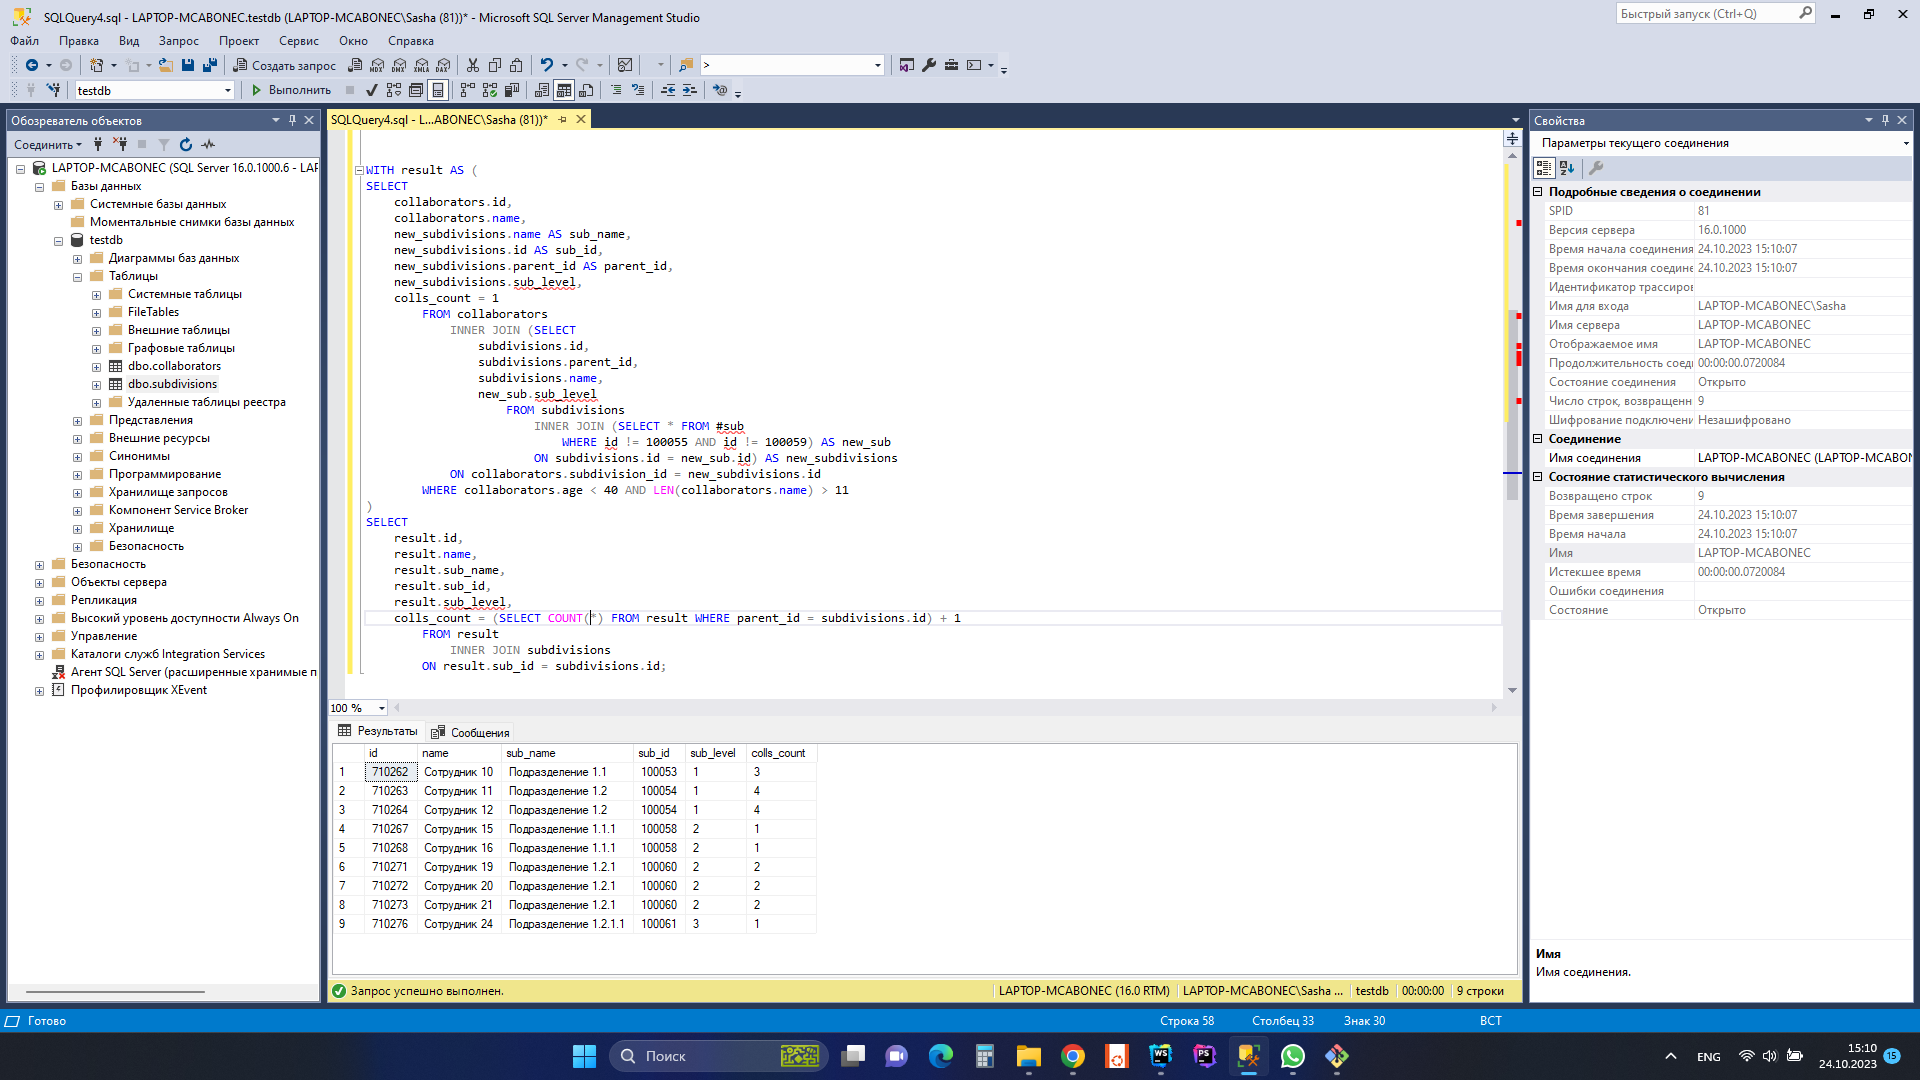 SQLQuery4.sql - LAPTOP-MCABONEC.testdb (LAPTOP-MCABONEC\Sasha (81))* - Microsoft SQL Server Management Studio
Быстрый запуск (Ctrl+Q)
Файл Правка Вид Запрос Проект Сервис Окно Справка
Создать запрос MDX DMX XMLA DAX >
testdb Выполнить
Обозреватель объектов
Соединить
LAPTOP-MCABONEC (SQL Server 16.0.1000.6 - LAP
Базы данных
Системные базы данных
Моментальные снимки базы данных
testdb
Диаграммы баз данных
Таблицы
Системные таблицы
FileTables
Внешние таблицы
Графовые таблицы
dbo.collaborators
dbo.subdivisions
Удаленные таблицы реестра
Представления
Внешние ресурсы
Синонимы
Программирование
Хранилище запросов
Компонент Service Broker
Хранилище
Безопасность
Безопасность
Объекты сервера
Репликация
Высокий уровень доступности Always On
Управление
Каталоги служб Integration Services
Агент SQL Server (расширенные хранимые п
Профилировщик XEvent
SQLQuery4.sql - L...ABONEC\Sasha (81))*
WITH result AS (
SELECT
collaborators.id,
collaborators.name,
new_subdivisions.name AS sub_name,
new_subdivisions.id AS sub_id,
new_subdivisions.parent_id AS parent_id,
new_subdivisions.sub_level,
colls_count = 1
FROM collaborators
INNER JOIN (SELECT
subdivisions.id,
subdivisions.parent_id,
subdivisions.name,
new_sub.sub_level
FROM subdivisions
INNER JOIN (SELECT * FROM #sub
WHERE id != 100055 AND id != 100059) AS new_sub
ON subdivisions.id = new_sub.id) AS new_subdivisions
ON collaborators.subdivision_id = new_subdivisions.id
WHERE collaborators.age < 40 AND LEN(collaborators.name) > 11
)
SELECT
result.id,
result.name,
result.sub_name,
result.sub_id,
result.sub_level,
colls_count = (SELECT COUNT(*) FROM result WHERE parent_id = subdivisions.id) + 1
FROM result
INNER JOIN subdivisions
ON result.sub_id = subdivisions.id;
100 %
Результаты Сообщения
id name sub_name sub_id sub_level colls_count
1 710262 Сотрудник 10 Подразделение 1.1 100053 1 3
2 710263 Сотрудник 11 Подразделение 1.2 100054 1 4
3 710264 Сотрудник 12 Подразделение 1.2 100054 1 4
4 710267 Сотрудник 15 Подразделение 1.1.1 100058 2 1
5 710268 Сотрудник 16 Подразделение 1.1.1 100058 2 1
6 710271 Сотрудник 19 Подразделение 1.2.1 100060 2 2
7 710272 Сотрудник 20 Подразделение 1.2.1 100060 2 2
8 710273 Сотрудник 21 Подразделение 1.2.1 100060 2 2
9 710276 Сотрудник 24 Подразделение 1.2.1.1 100061 3 1
Запрос успешно выполнен. LAPTOP-MCABONEC (16.0 RTM) LAPTOP-MCABONEC\Sasha ... testdb 00:00:00 9 строки
Свойства
Параметры текущего соединения
Подробные сведения о соединении
SPID 81
Версия сервера 16.0.1000
Время начала соединения 24.10.2023 15:10:07
Время окончания соедине 24.10.2023 15:10:07
Идентификатор трассиров
Имя для входа LAPTOP-MCABONEC\Sasha
Имя сервера LAPTOP-MCABONEC
Отображаемое имя LAPTOP-MCABONEC
Продолжительность соеди 00:00:00.0720084
Состояние соединения Открыто
Число строк, возвращенн 9
Шифрование подключени Незашифровано
Соединение
Имя соединения LAPTOP-MCABONEC (LAPTOP-MCABON
Состояние статистического вычисления
Возвращено строк 9
Время завершения 24.10.2023 15:10:07
Время начала 24.10.2023 15:10:07
Имя LAPTOP-MCABONEC
Истекшее время 00:00:00.0720084
Ошибки соединения
Состояние Открыто
Имя
Имя соединения.
Готово Строка 58 Столбец 33 Знак 30 ВСТ
Поиск WS PS ENG 15:10
24.10.2023 15